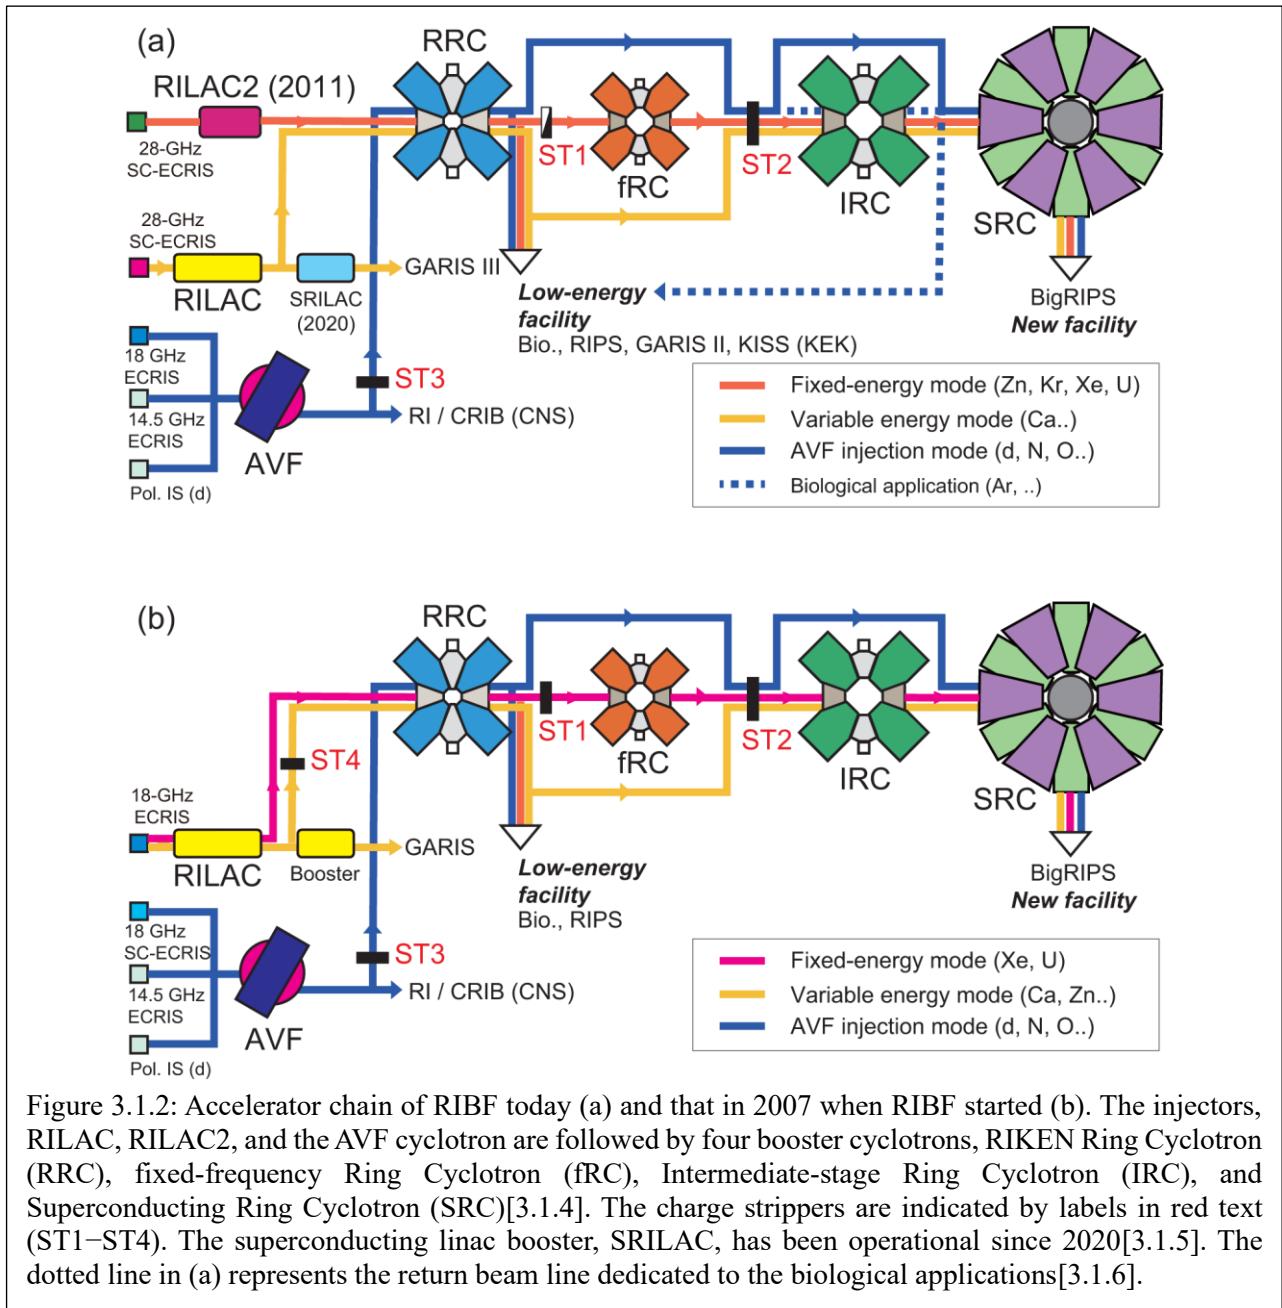 (a)
RRC
RILAC2 (2011)
28-GHz
SC-ECRIS
ST1
fRC
ST2
IRC
SRC
28-GHz
SC-ECRIS
RILAC
SRILAC
(2020)
GARIS III
Low-energy
facility
Bio., RIPS, GARIS II, KISS (KEK)
BigRIPS
New facility
18 GHz
ECRIS
14.5 GHz
ECRIS
Pol. IS (d)
AVF
ST3
RI / CRIB (CNS)
Fixed-energy mode (Zn, Kr, Xe, U)
Variable energy mode (Ca..)
AVF injection mode (d, N, O..)
Biological application (Ar, ..)
(b)
RRC
ST1
fRC
ST2
IRC
SRC
ST4
18-GHz
ECRIS
RILAC
Booster
GARIS
Low-energy
facility
Bio., RIPS
BigRIPS
New facility
18 GHz
SC-ECRIS
14.5 GHz
ECRIS
Pol. IS (d)
AVF
ST3
RI / CRIB (CNS)
Fixed-energy mode (Xe, U)
Variable energy mode (Ca, Zn..)
AVF injection mode (d, N, O..)
Figure 3.1.2: Accelerator chain of RIBF today (a) and that in 2007 when RIBF started (b). The injectors,
RILAC, RILAC2, and the AVF cyclotron are followed by four booster cyclotrons, RIKEN Ring Cyclotron
(RRC), fixed-frequency Ring Cyclotron (fRC), Intermediate-stage Ring Cyclotron (IRC), and
Superconducting Ring Cyclotron (SRC)[3.1.4]. The charge strippers are indicated by labels in red text
(ST1−ST4). The superconducting linac booster, SRILAC, has been operational since 2020[3.1.5]. The
dotted line in (a) represents the return beam line dedicated to the biological applications[3.1.6].